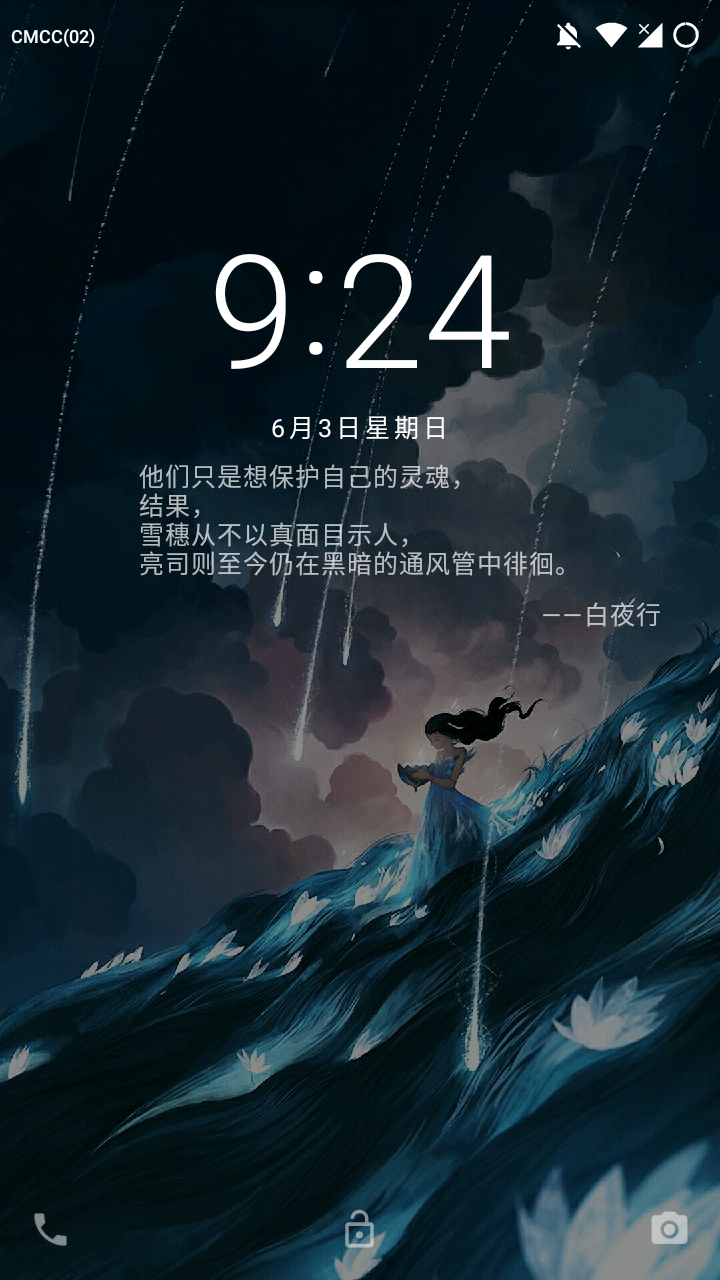 CMCC(02)
9:24
6月3日星期日
他们只是想保护自己的灵魂，
结果，
雪穗从不以真面目示人，
亮司则至今仍在黑暗的通风管中徘徊。
——白夜行